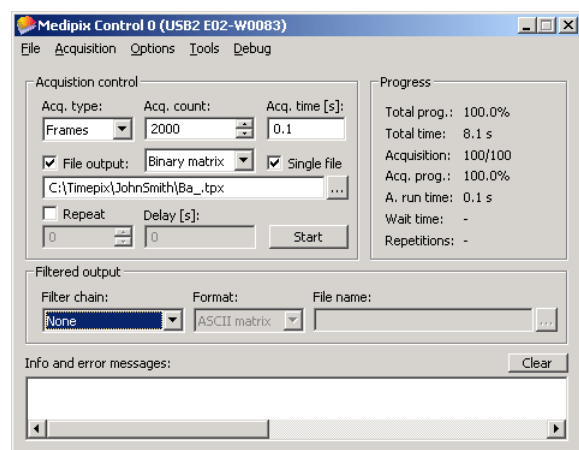 Medipix Control 0 (USB2 E02-W0083)
File Acquisition Options Tools Debug
Acquistion control
Acq. type: Acq. count: Acq. time [s]:
Frames 2000 0.1
File output: Binary matrix Single file
C:\Timepix\JohnSmith\Ba_.tpx ...
Repeat Delay [s]:
0 0 Start
Progress
Total prog.: 100.0%
Total time: 8.1 s
Acquisition: 100/100
Acq. prog.: 100.0%
A. run time: 0.1 s
Wait time: -
Repetitions: -
Filtered output
Filter chain: Format: File name:
None ASCII matrix ...
Info and error messages: Clear